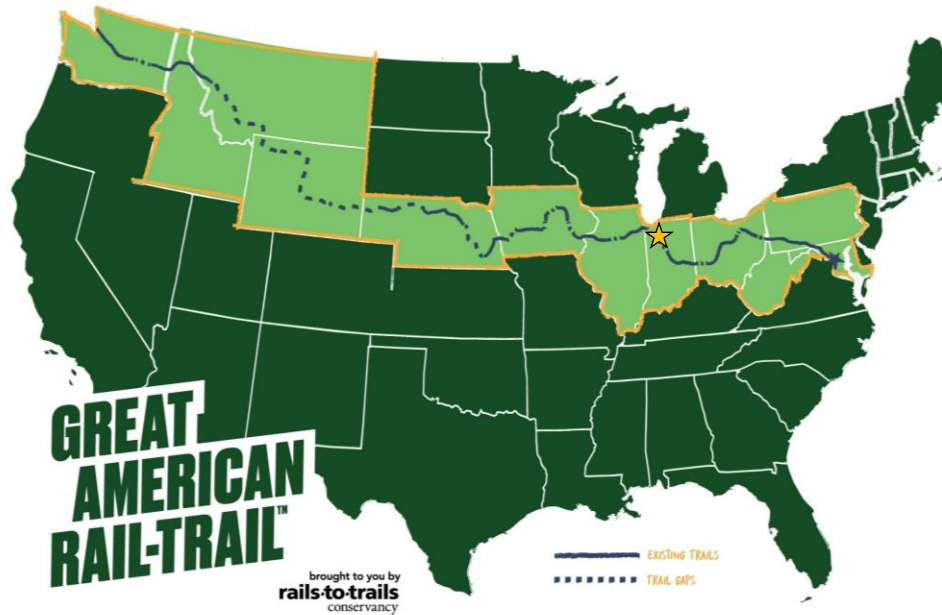 GREAT
AMERICAN
RAIL-TRAIL™
brought to you by
rails·to·trails
conservancy
EXISTING TRAILS
TRAIL GAPS